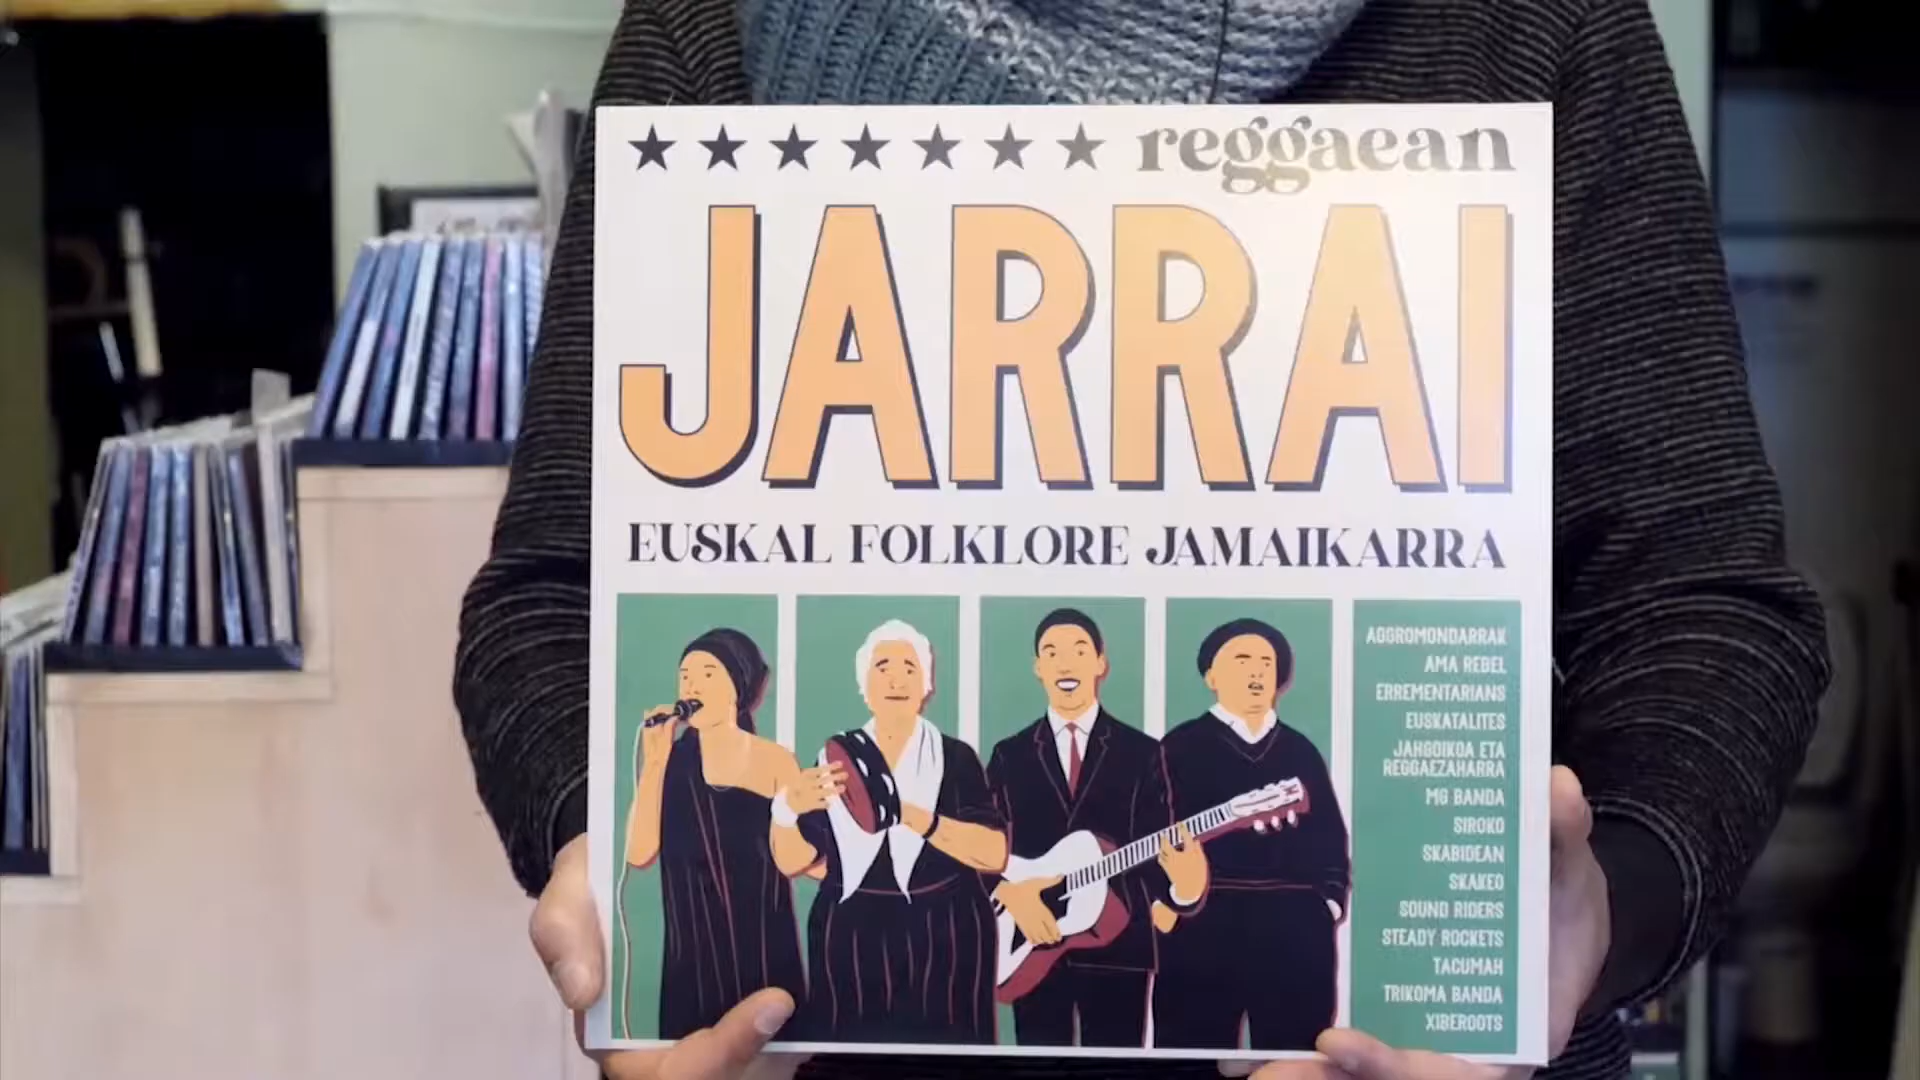 reggaean
JARRAI
EUSKAL FOLKLORE JAMAIKARRA
AGGROMONDARRAK
AMA REBEL
ERREMENTARIANS
EUSKATALITES
JAHGOIKOA ETA
REGGAEZAHARRA
MG BANDA
SIROKO
SKABIDEAN
SKAKEO
SOUND RIDERS
STEADY ROCKETS
TACUMAH
TRIKOMA BANDA
XIBEROOTS